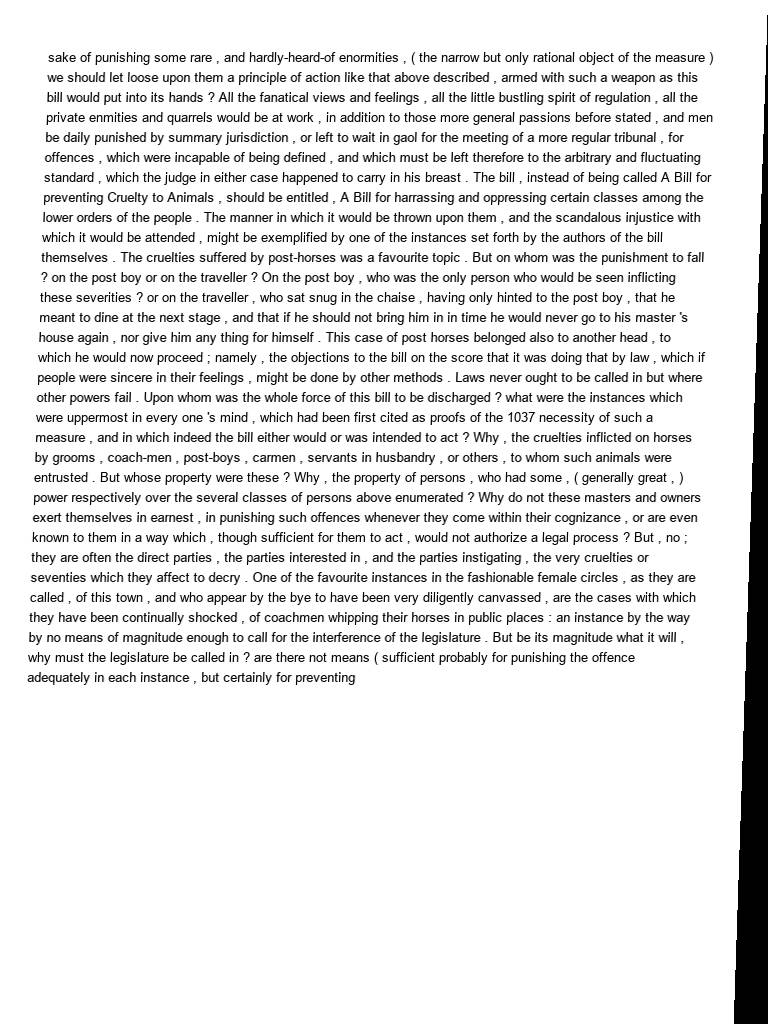 sake of punishing some rare , and hardly-heard-of enormities , ( the narrow but only rational object of the measure )
we should let loose upon them a principle of action like that above described , armed with such a weapon as this
bill would put into its hands ? All the fanatical views and feelings , all the little bustling spirit of regulation , all the
private enmities and quarrels would be at work , in addition to those more general passions before stated , and men
be daily punished by summary jurisdiction , or left to wait in gaol for the meeting of a more regular tribunal , for
offences , which were incapable of being defined , and which must be left therefore to the arbitrary and fluctuating
standard , which the judge in either case happened to carry in his breast . The bill , instead of being called A Bill for
preventing Cruelty to Animals , should be entitled , A Bill for harrassing and oppressing certain classes among the
lower orders of the people . The manner in which it would be thrown upon them , and the scandalous injustice with
which it would be attended , might be exemplified by one of the instances set forth by the authors of the bill
themselves . The cruelties suffered by post-horses was a favourite topic . But on whom was the punishment to fall
? on the post boy or on the traveller ? On the post boy , who was the only person who would be seen inflicting
these severities ? or on the traveller , who sat snug in the chaise , having only hinted to the post boy , that he
meant to dine at the next stage , and that if he should not bring him in in time he would never go to his master 's
house again , nor give him any thing for himself . This case of post horses belonged also to another head , to
which he would now proceed ; namely , the objections to the bill on the score that it was doing that by law , which if
people were sincere in their feelings , might be done by other methods . Laws never ought to be called in but where
other powers fail . Upon whom was the whole force of this bill to be discharged ? what were the instances which
were uppermost in every one 's mind , which had been first cited as proofs of the 1037 necessity of such a
measure , and in which indeed the bill either would or was intended to act ? Why , the cruelties inflicted on horses
by grooms , coach-men , post-boys , carmen , servants in husbandry , or others , to whom such animals were
entrusted . But whose property were these ? Why , the property of persons , who had some , ( generally great , )
power respectively over the several classes of persons above enumerated ? Why do not these masters and owners
exert themselves in earnest , in punishing such offences whenever they come within their cognizance , or are even
known to them in a way which , though sufficient for them to act , would not authorize a legal process ? But , no ;
they are often the direct parties , the parties interested in , and the parties instigating , the very cruelties or
seventies which they affect to decry . One of the favourite instances in the fashionable female circles , as they are
called , of this town , and who appear by the bye to have been very diligently canvassed , are the cases with which
they have been continually shocked , of coachmen whipping their horses in public places : an instance by the way
by no means of magnitude enough to call for the interference of the legislature . But be its magnitude what it will ,
why must the legislature be called in ? are there not means ( sufficient probably for punishing the offence
adequately in each instance , but certainly for preventing